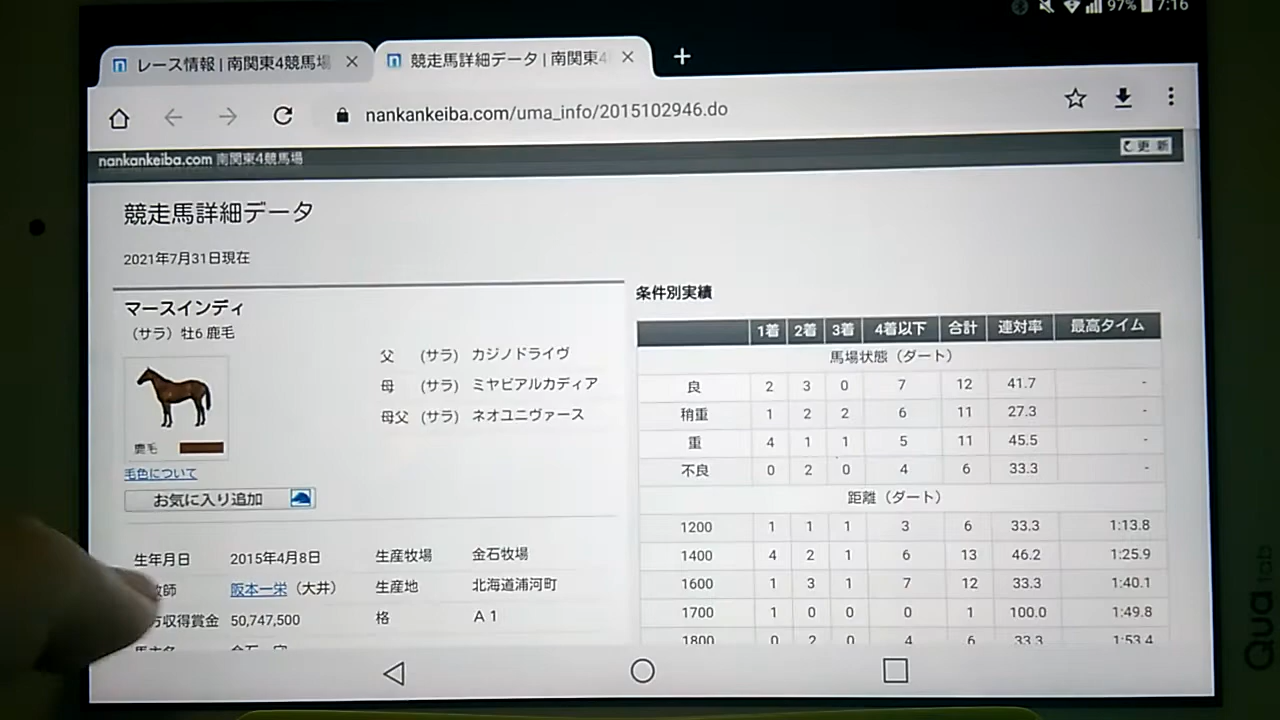 97% 7:16
レース情報 | 南関東4競馬場
競走馬詳細データ | 南関東4
nankankeiba.com/uma_info/2015102946.do
nankankeiba.com 南関東4競馬場
更新
競走馬詳細データ
2021年7月31日現在
マースインディ
（サラ）牡6 鹿毛
父 (サラ) カジノドライヴ
母 (サラ) ミヤビアルカディア
母父 (サラ) ネオユニヴァース
鹿毛
毛色について
お気に入り追加
生年月日 2015年4月8日 生産牧場 金石牧場
教師 阪本一栄（大井） 生産地 北海道浦河町
方収得賞金 50,747,500 格 A1
条件別実績
1着 2着 3着 4着以下 合計 連対率 最高タイム
馬場状態（ダート）
良 2 3 0 7 12 41.7 -
稍重 1 2 2 6 11 27.3 -
重 4 1 1 5 11 45.5 -
不良 0 2 0 4 6 33.3 -
距離（ダート）
1200 1 1 1 3 6 33.3 1:13.8
1400 4 2 1 6 13 46.2 1:25.9
1600 1 3 1 7 12 33.3 1:40.1
1700 1 0 0 0 1 100.0 1:49.8
1800 0 2 0 4 6 33.3 1:53.4
Qua tab